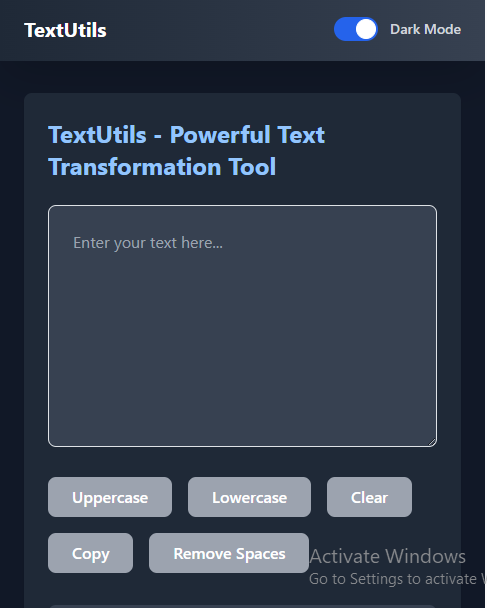 TextUtils
Dark Mode
TextUtils - Powerful Text
Transformation Tool
Enter your text here...
Uppercase
Lowercase
Clear
Copy
Remove Spaces
Activate Windows
Go to Settings to activate W